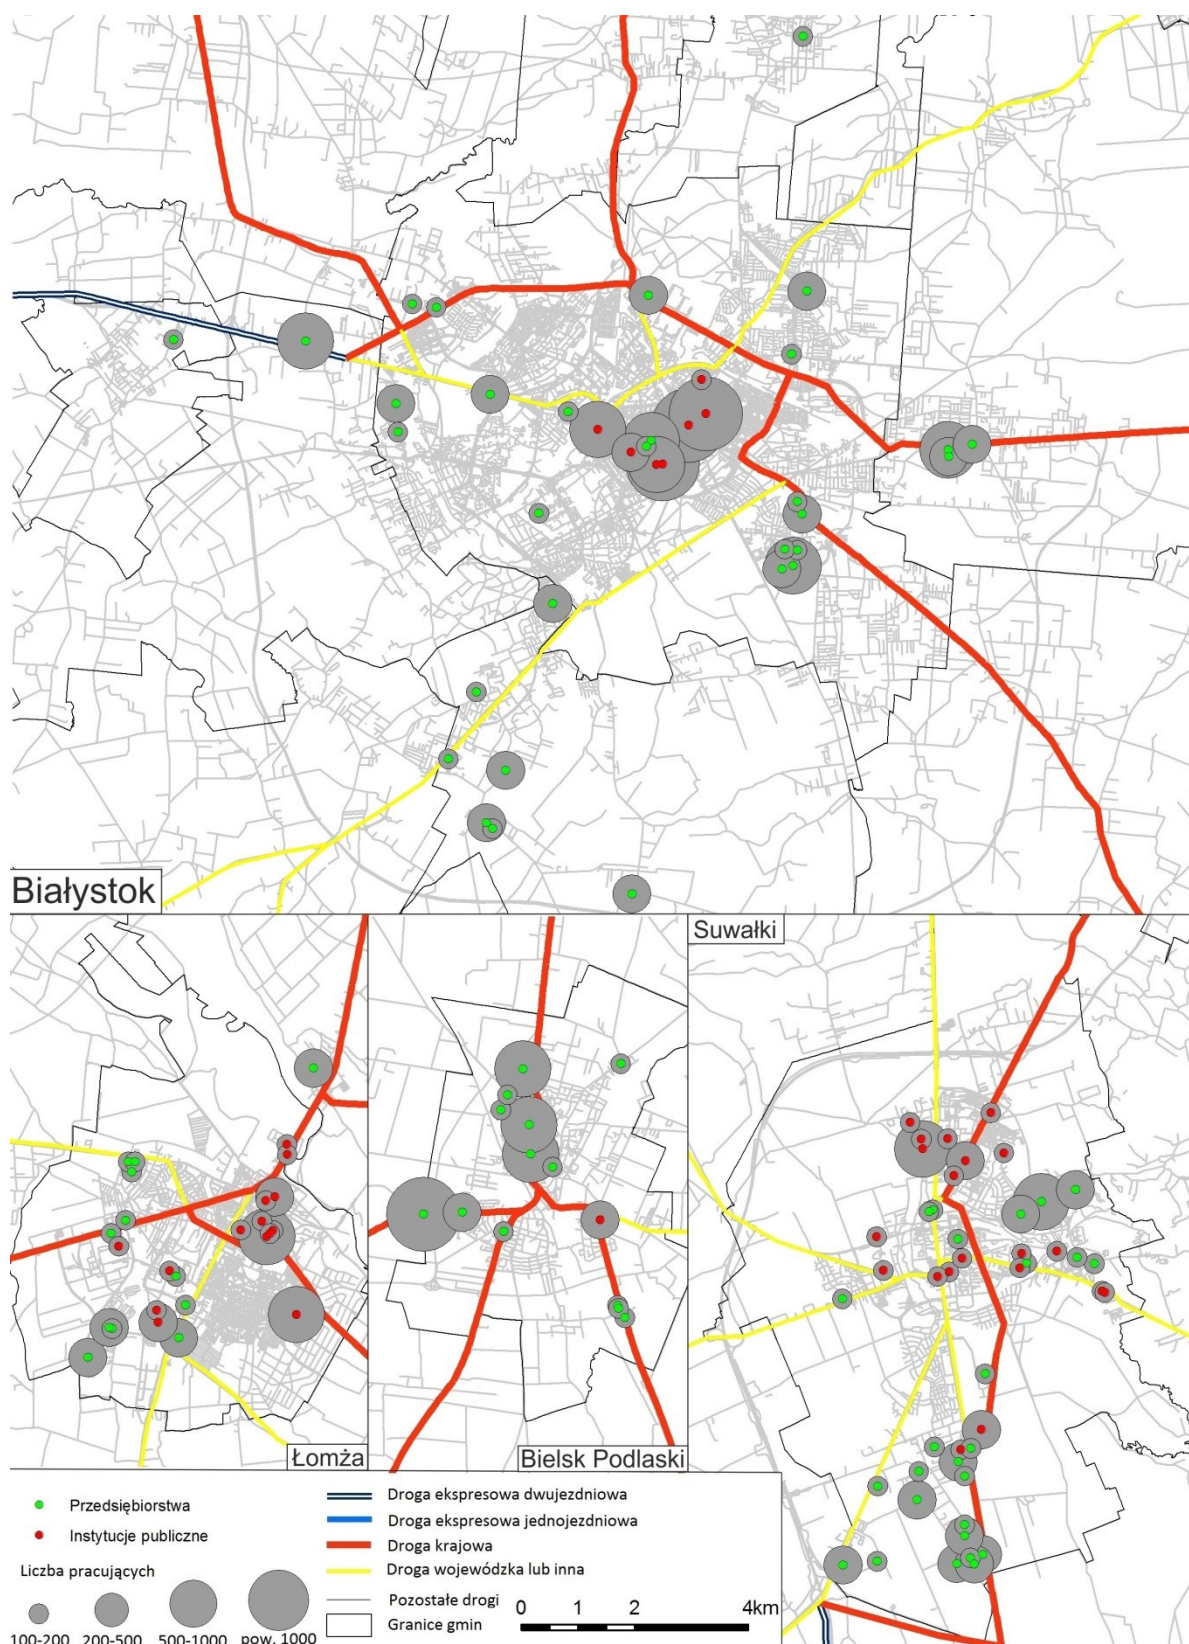 Białystok
Suwałki
Łomża
Bielsk Podlaski
Przedsiębiorstwa
Instytucje publiczne
Liczba pracujących
100-200
200-500
500-1000
pow. 1000
Droga ekspresowa dwujezdniowa
Droga ekspresowa jednojezdniowa
Droga krajowa
Droga wojewódzka lub inna
Pozostałe drogi
Granice gmin
0 1 2 4km